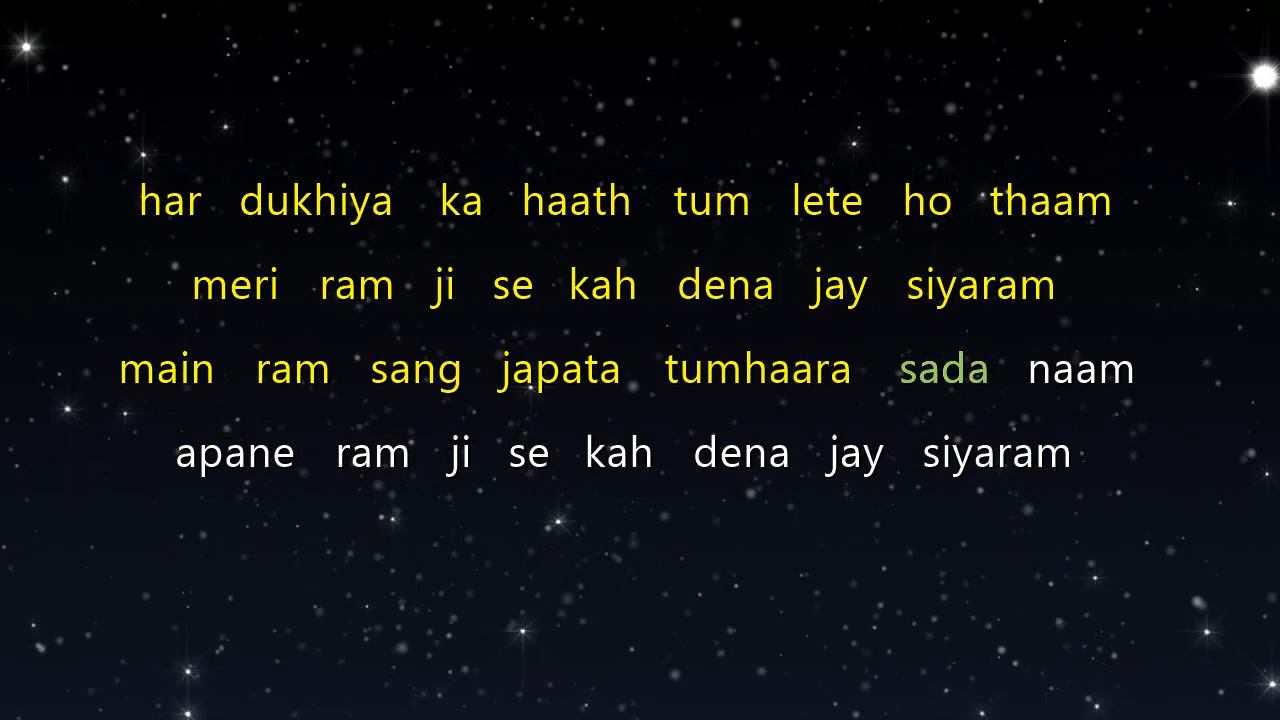 har dukhiya ka haath tum lete ho thaam
meri ram ji se kah dena jay siyaram
main ram sang japata tumhaara sada naam
apane ram ji se kah dena jay siyaram